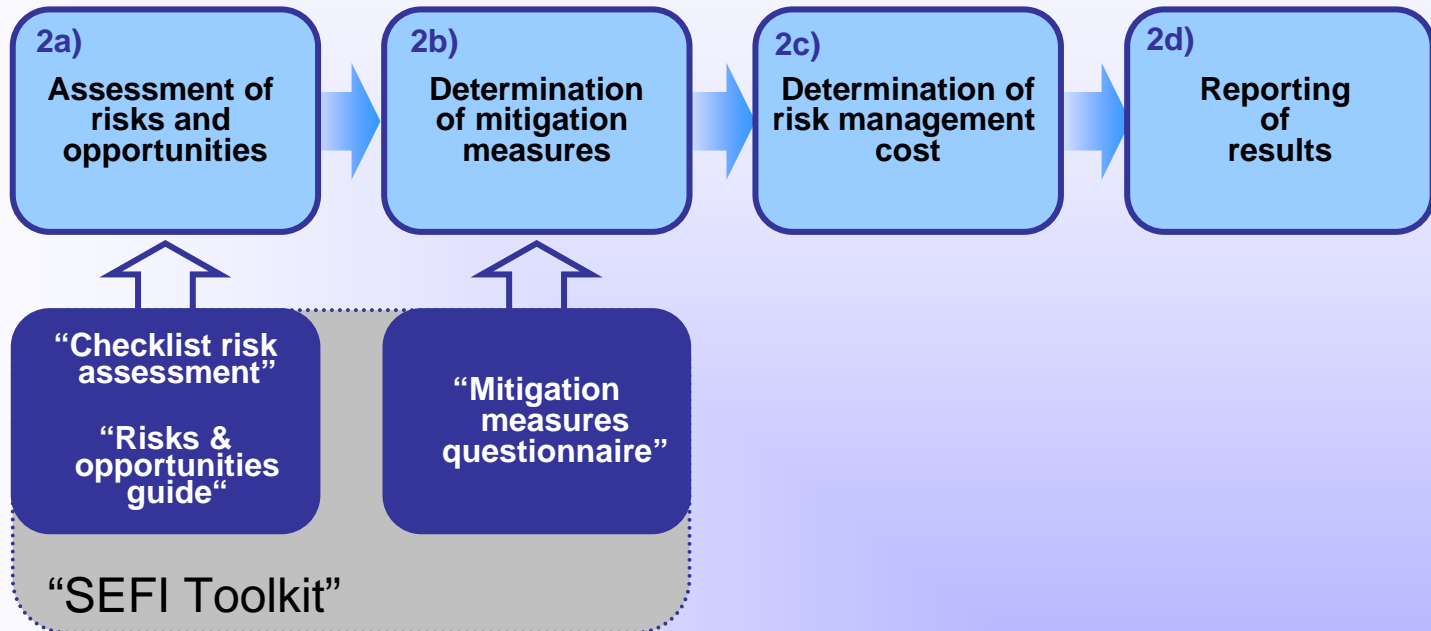 2a)
Assessment of
risks and
opportunities
2b)
Determination
of mitigation
measures
2c)
Determination of
risk management
cost
2d)
Reporting
of
results
“Checklist risk
assessment”
“Risks &
opportunities
guide“
“Mitigation
measures
questionnaire”
“SEFI Toolkit”